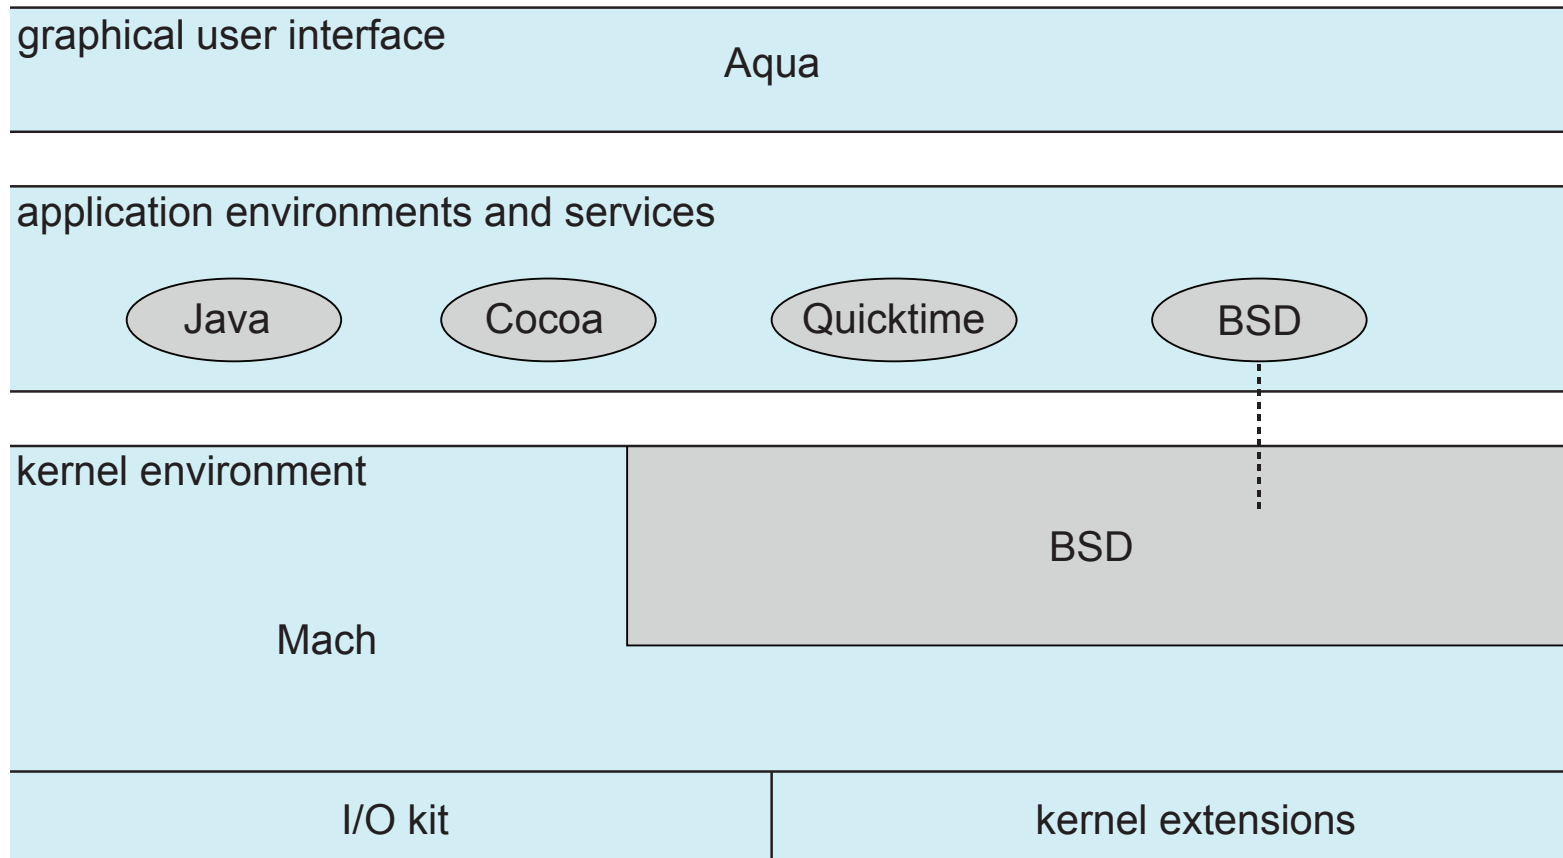 graphical user interface
Aqua
application environments and services
Java
Cocoa
Quicktime
BSD
kernel environment
BSD
Mach
I/O kit
kernel extensions